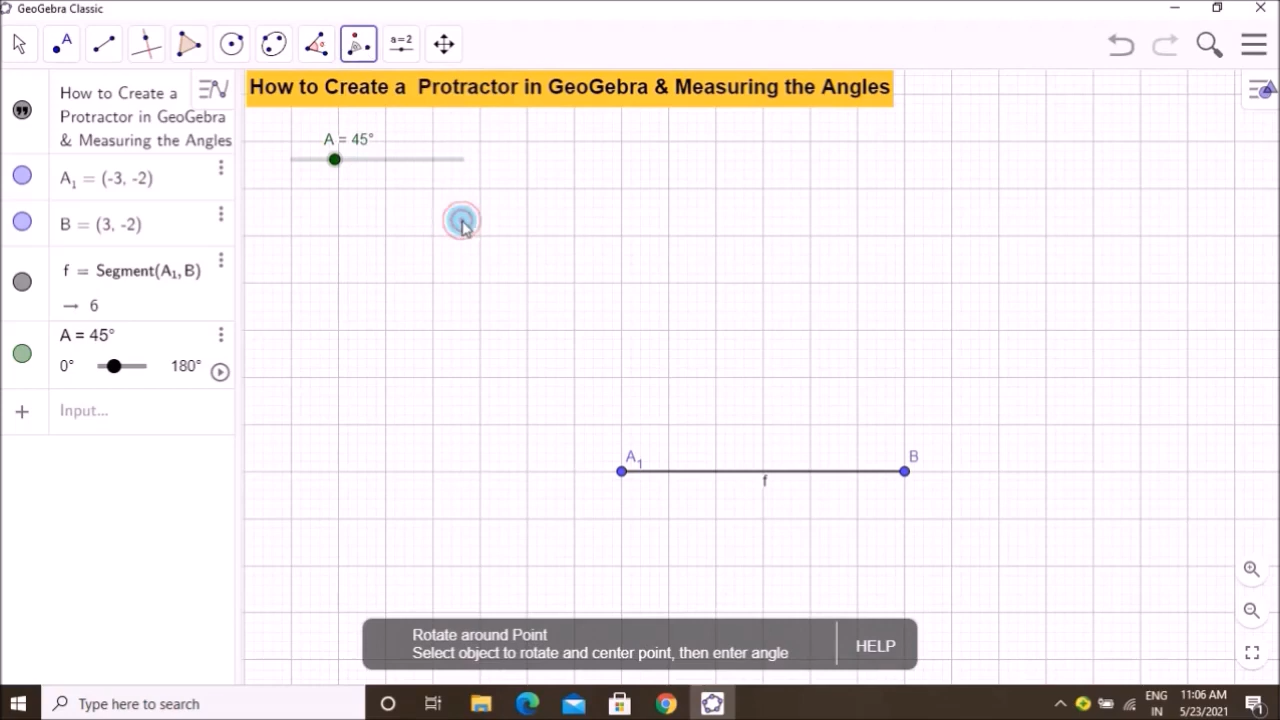 GeoGebra Classic
A
a=2
How to Create a
Protractor in GeoGebra
& Measuring the Angles
A₁ = (-3, -2)
B = (3, -2)
f = Segment(A₁, B)
→ 6
A = 45°
0° 180°
+ Input...
How to Create a Protractor in GeoGebra & Measuring the Angles
A = 45°
A₁
B
f
Rotate around Point
Select object to rotate and center point, then enter angle
HELP
Type here to search
ENG
IN
11:06 AM
5/23/2021
1